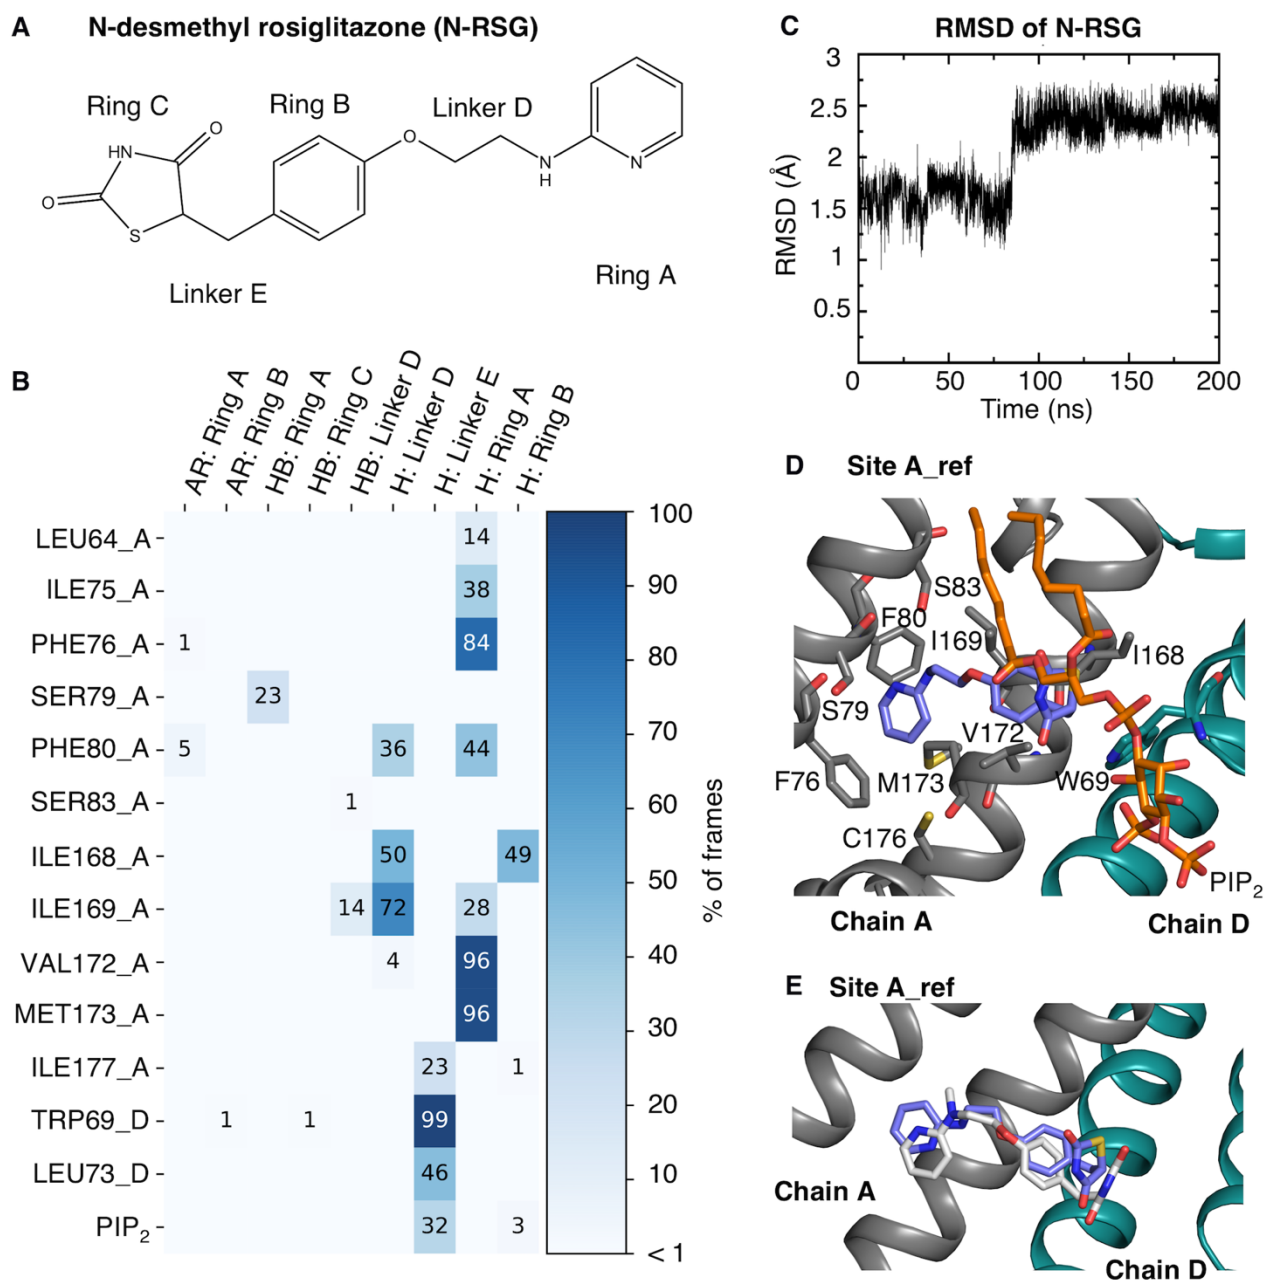 A
N-desmethyl rosiglitazone (N-RSG)
Ring C
Ring B
Linker D
O
HN
O
O
S
N
H
N
Linker E
Ring A
B
AR: Ring A
AR: Ring B
HB: Ring A
HB: Ring C
HB: Linker D
H: Linker D
H: Linker E
H: Ring A
H: Ring B
LEU64_A 14
ILE75_A 38
PHE76_A 1 84
SER79_A 23
PHE80_A 5 36 44
SER83_A 1
ILE168_A 50 49
ILE169_A 14 72 28
VAL172_A 4 96
MET173_A 96
ILE177_A 23 1
TRP69_D 1 1 99
LEU73_D 46
PIP2 32 3
100
90
80
70
60
50
40
30
20
10
< 1
% of frames
C
RMSD of N-RSG
3
2.5
2
1.5
1
0.5
RMSD (Å)
0 50 100 150 200
Time (ns)
D
Site A_ref
S83
F80
I169
I168
S79
V172
F76
M173
W69
C176
PIP2
Chain A
Chain D
E
Site A_ref
Chain A
Chain D